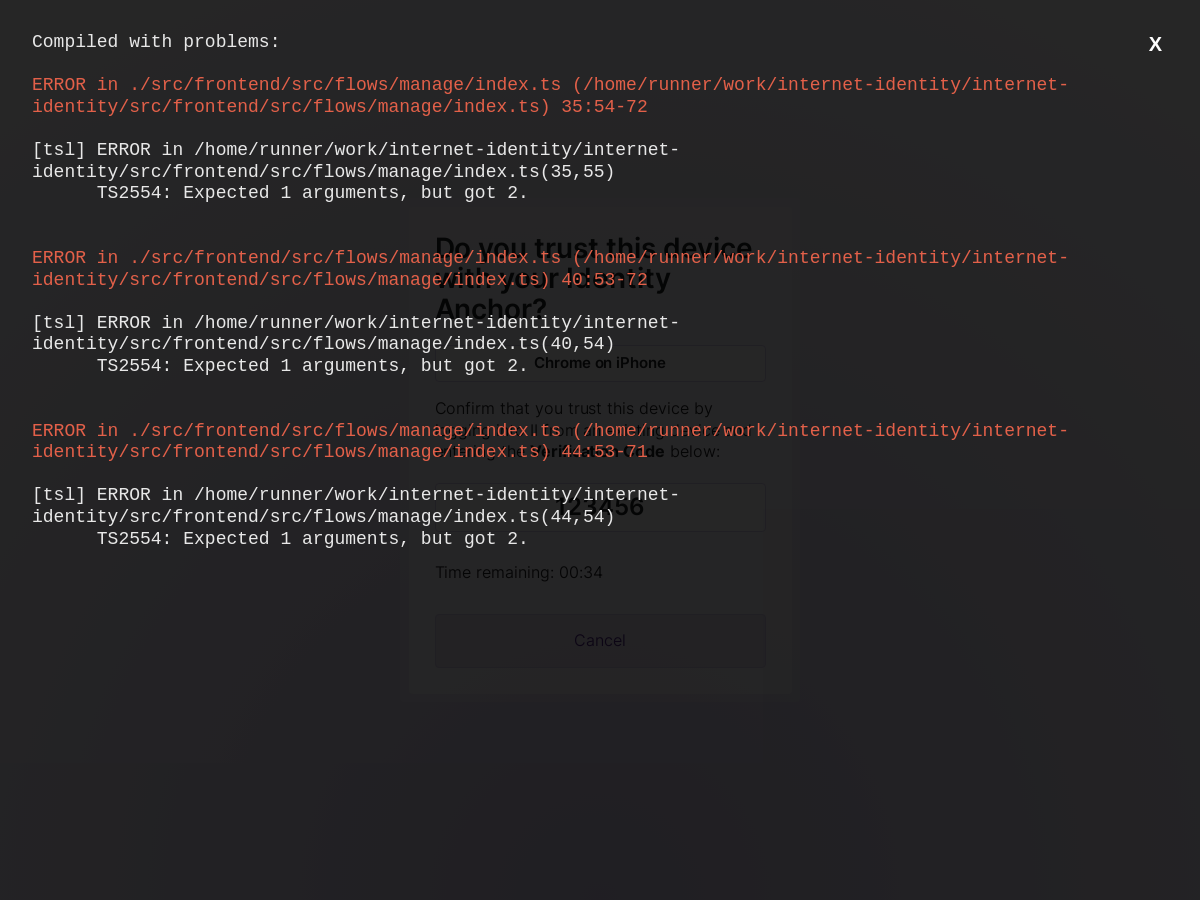 Compiled with problems:
X
ERROR in ./src/frontend/src/flows/manage/index.ts (/home/runner/work/internet-identity/internet-
identity/src/frontend/src/flows/manage/index.ts) 35:54-72
[tsl] ERROR in /home/runner/work/internet-identity/internet-
identity/src/frontend/src/flows/manage/index.ts(35,55)
TS2554: Expected 1 arguments, but got 2.
ERROR in ./src/frontend/src/flows/manage/index.ts (/home/runner/work/internet-identity/internet-
identity/src/frontend/src/flows/manage/index.ts) 40:53-72
[tsl] ERROR in /home/runner/work/internet-identity/internet-
identity/src/frontend/src/flows/manage/index.ts(40,54)
TS2554: Expected 1 arguments, but got 2.
ERROR in ./src/frontend/src/flows/manage/index.ts (/home/runner/work/internet-identity/internet-
identity/src/frontend/src/flows/manage/index.ts) 44:53-71
[tsl] ERROR in /home/runner/work/internet-identity/internet-
identity/src/frontend/src/flows/manage/index.ts(44,54)
TS2554: Expected 1 arguments, but got 2.
Do you trust this device
with your Identity
Anchor?
Chrome on iPhone
Confirm that you trust this device by
below:
123456
Time remaining: 00:34
Cancel